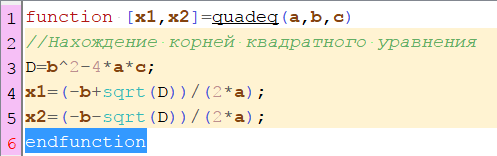 1 function [x1,x2]=quadeq(a,b,c)
2 //Нахождение корней квадратного уравнения
3 D=b^2-4*a*c;
4 x1=(-b+sqrt(D))/(2*a);
5 x2=(-b-sqrt(D))/(2*a);
6 endfunction